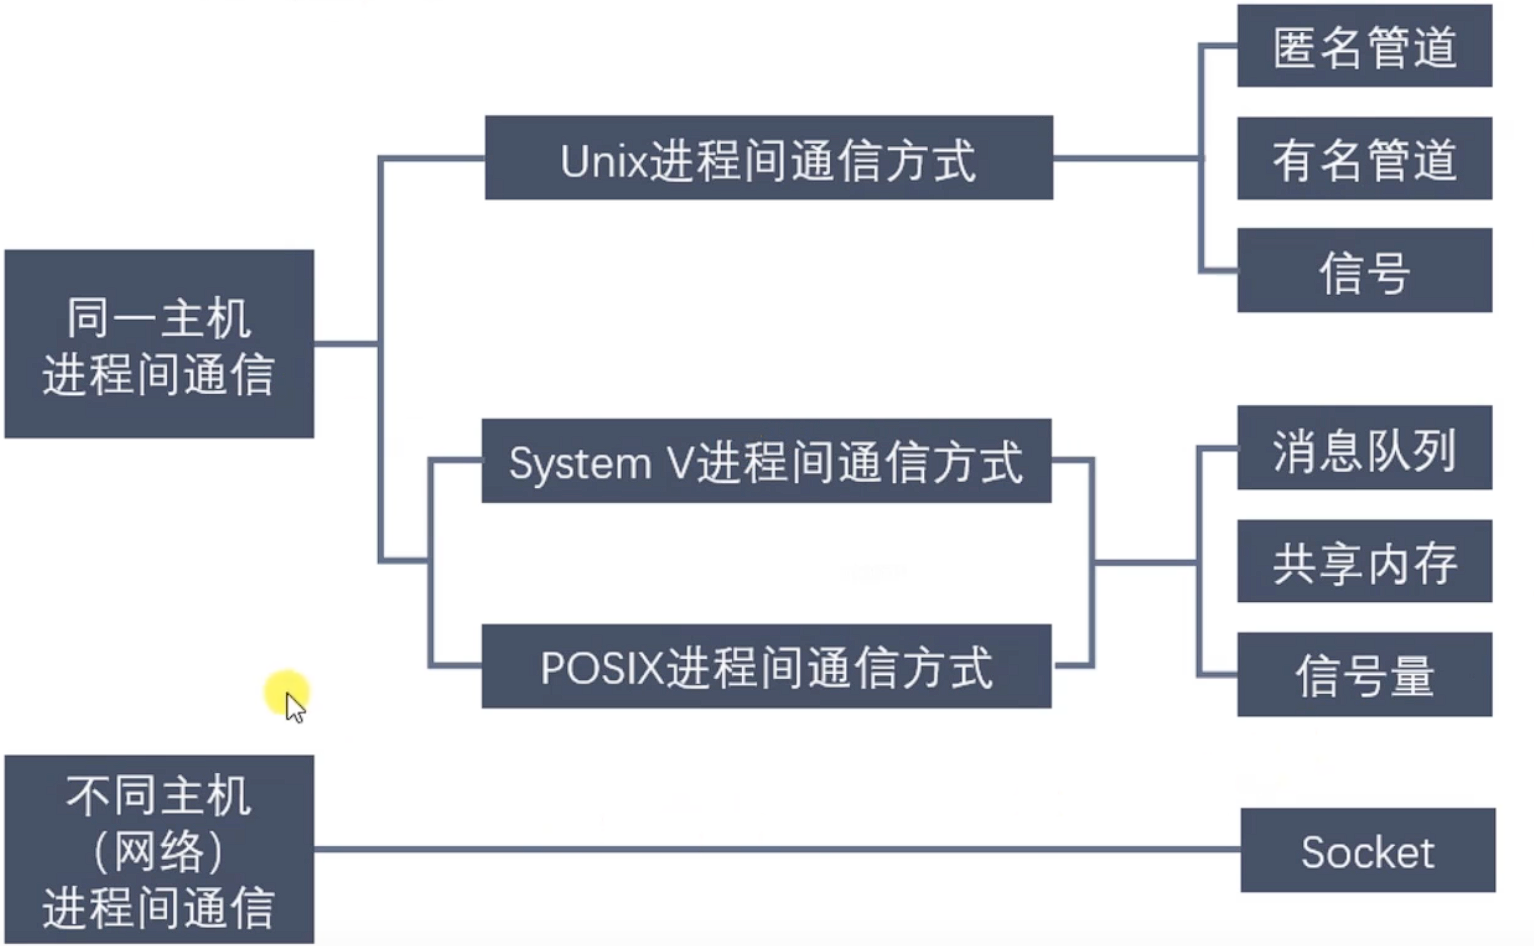 匿名管道
Unix进程间通信方式
有名管道
信号
同一主机
进程间通信
System V进程间通信方式
消息队列
共享内存
POSIX进程间通信方式
信号量
不同主机
（网络）
进程间通信
Socket